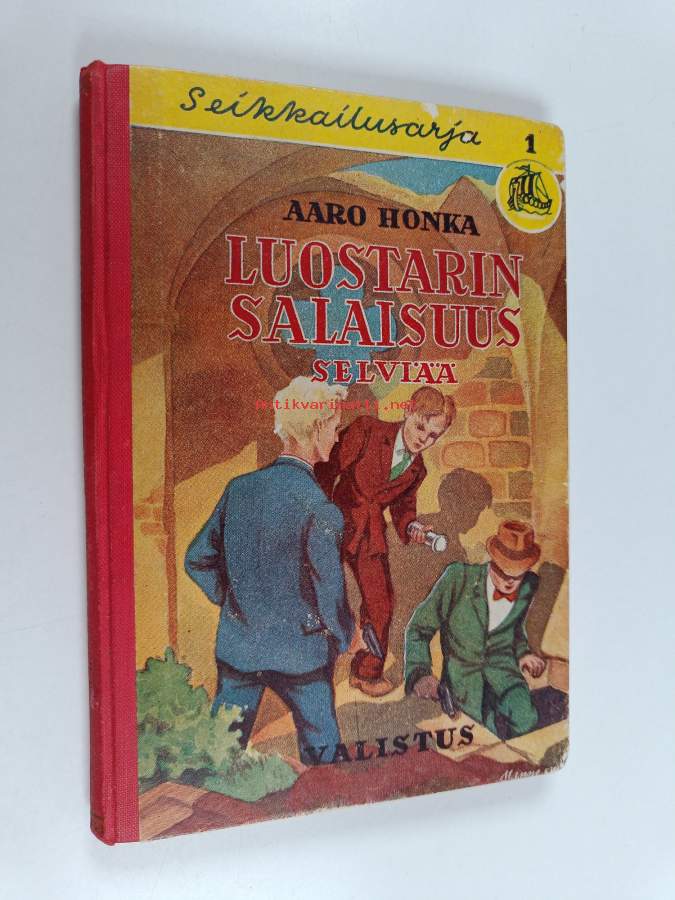 Seikkailusarja
1
AARO HONKA
LUOSTARIN
SALAISUUS
SELVIÄÄ
Antikvariaatti.net
VALISTUS